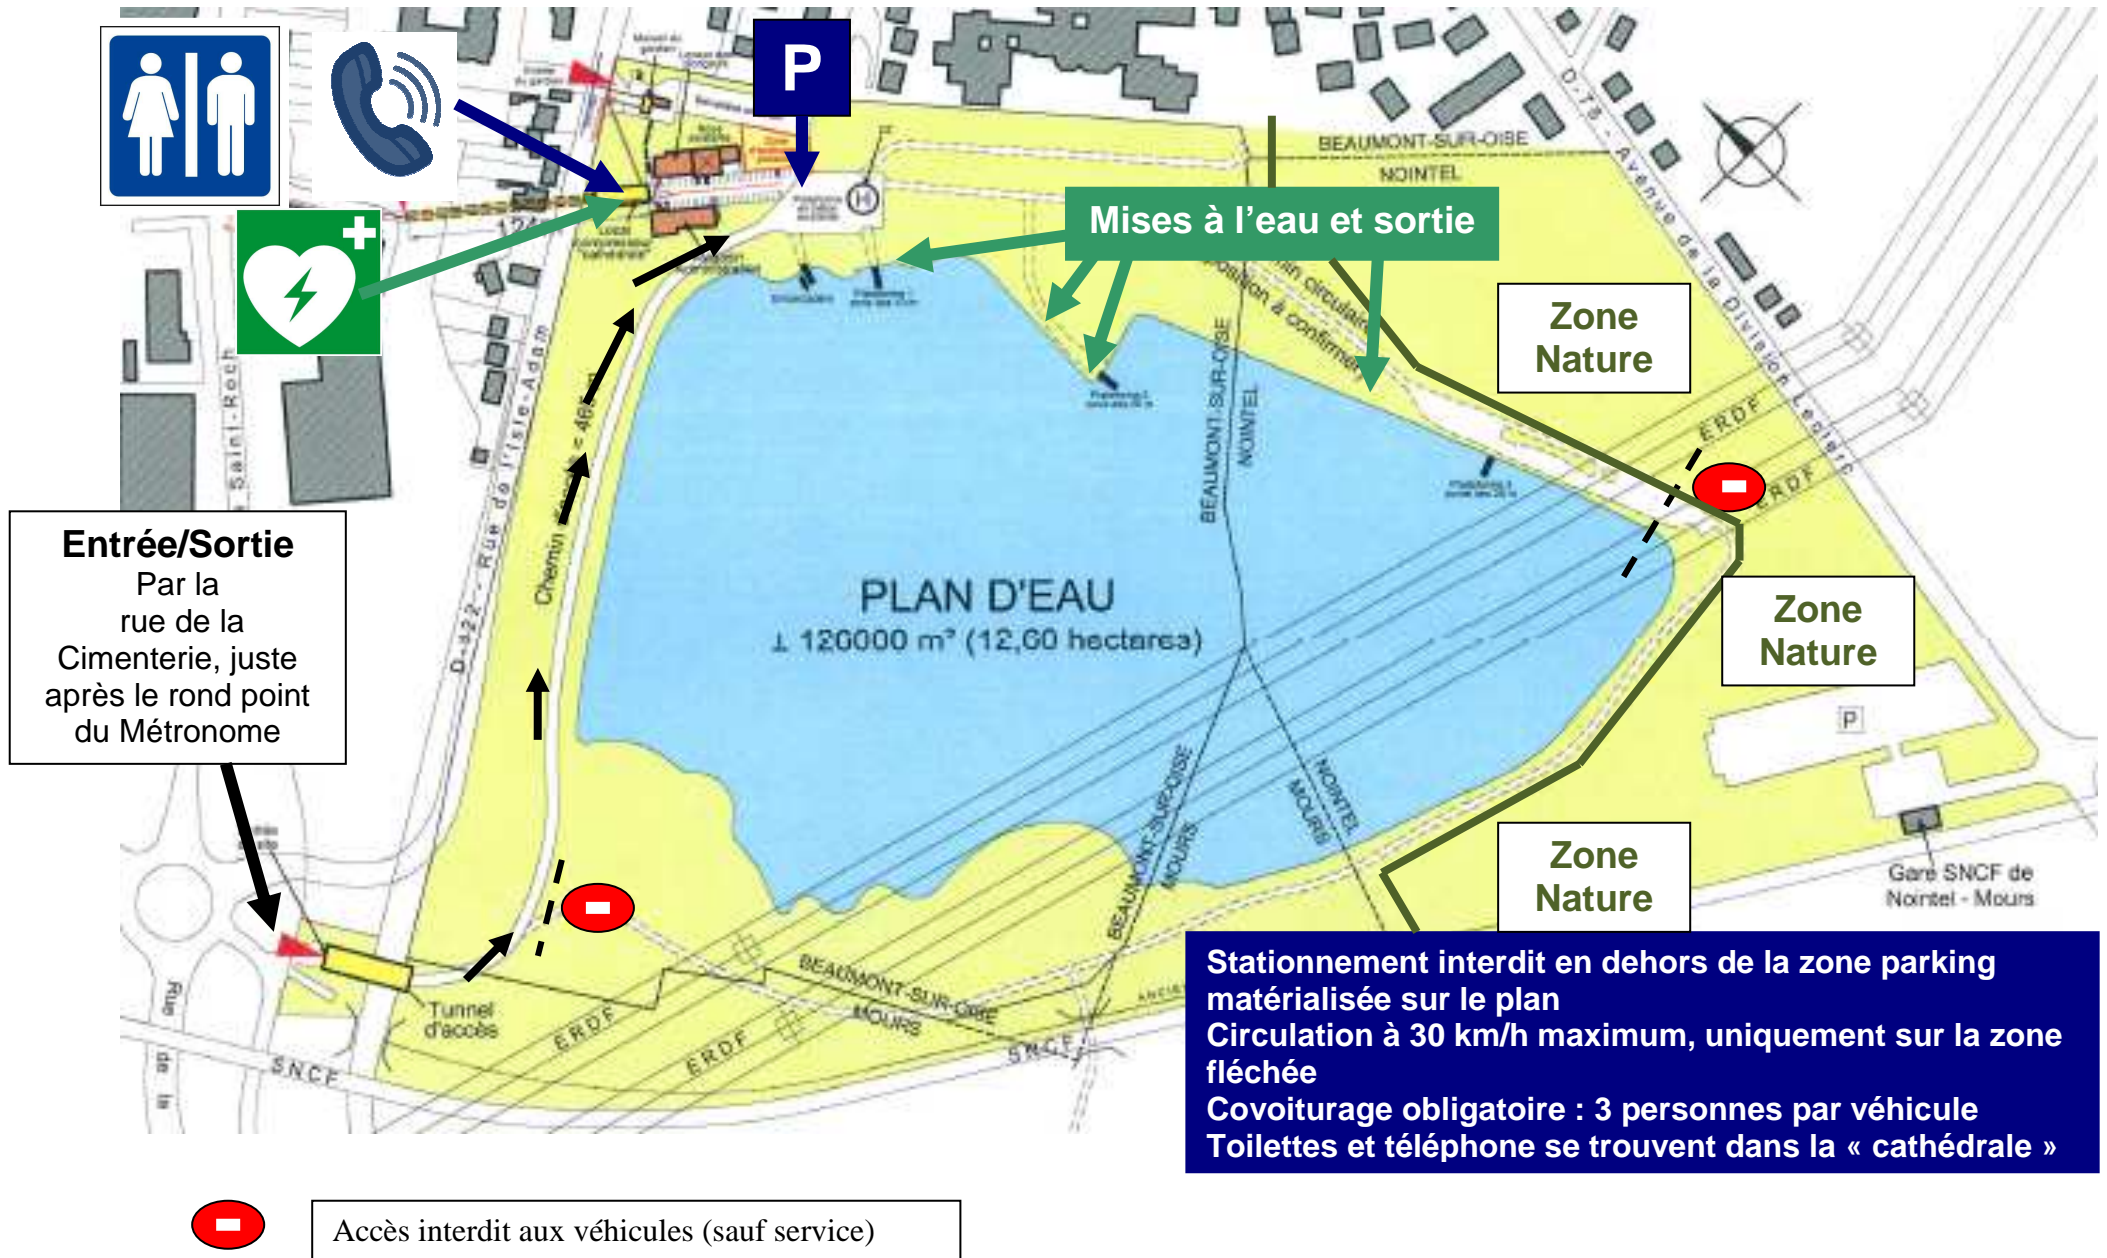 P
BEAUMONT-SUR-OISE
NOINTEL
D-78 - Avenue de la Division Leclerc
Mises à l'eau et sortie
H
Zone
Nature
BEAUMONT-SUR-OISE
NOINTEL
ERDF
ERDF
Rue de l'Isle-Adam
Saint-Roch
Entrée/Sortie
Par la
rue de la
Cimenterie, juste
après le rond point
du Métronome
PLAN D'EAU
120000 m² (12,00 hectares)
Zone
Nature
P
BEAUMONT-SUR-OISE
MOURS
NOINTEL
MOURS
Zone
Nature
Gare SNCF de
Nointel - Mours
Tunnel
d'accès
BEAUMONT-SUR-OISE
MOURS
ERDF
ERDF
SNCF
SNCF
Rue de la
Stationnement interdit en dehors de la zone parking
matérialisée sur le plan
Circulation à 30 km/h maximum, uniquement sur la zone
fléchée
Covoiturage obligatoire : 3 personnes par véhicule
Toilettes et téléphone se trouvent dans la « cathédrale »
Accès interdit aux véhicules (sauf service)